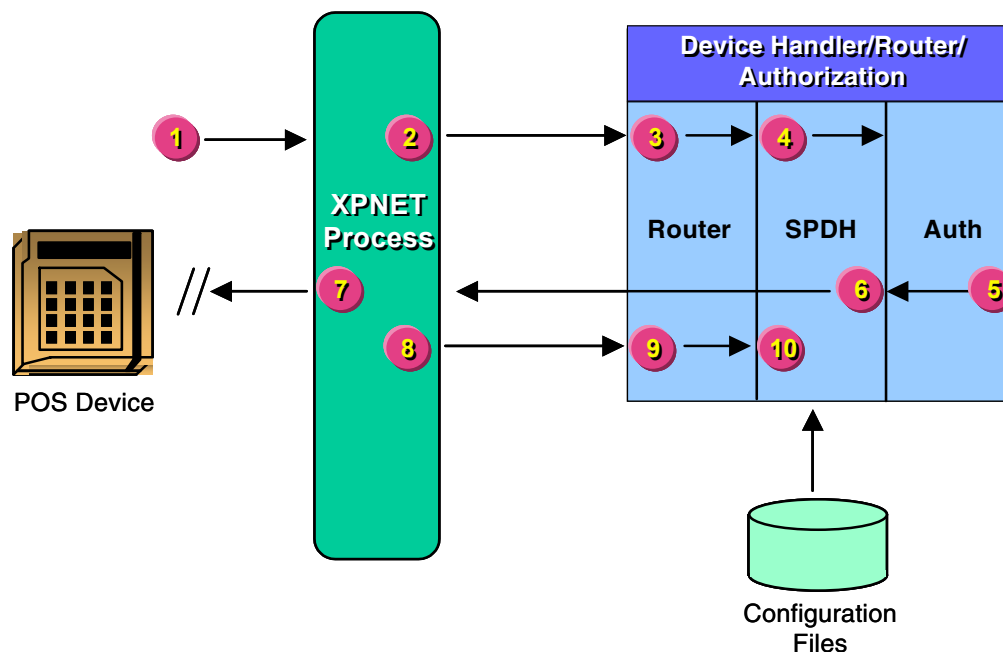 Device Handler/Router/
Authorization
1
2
3
4
XPNET
Process
Router
SPDH
Auth
7
6
5
8
9
10
POS Device
Configuration
Files